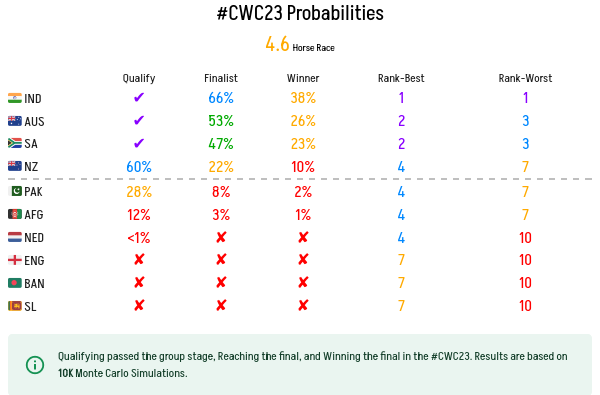 #CWC23 Probabilities
4.6 Horse Race
Qualify Finalist Winner Rank-Best Rank-Worst
IND ✔ 66% 38% 1 1
AUS ✔ 53% 26% 2 3
SA ✔ 47% 23% 2 3
NZ 60% 22% 10% 4 7
PAK 28% 8% 2% 4 7
AFG 12% 3% 1% 4 7
NED <1% ✘ ✘ 4 10
ENG ✘ ✘ ✘ 7 10
BAN ✘ ✘ ✘ 7 10
SL ✘ ✘ ✘ 7 10
Qualifying passed the group stage, Reaching the final, and Winning the final in the #CWC23. Results are based on
10K Monte Carlo Simulations.